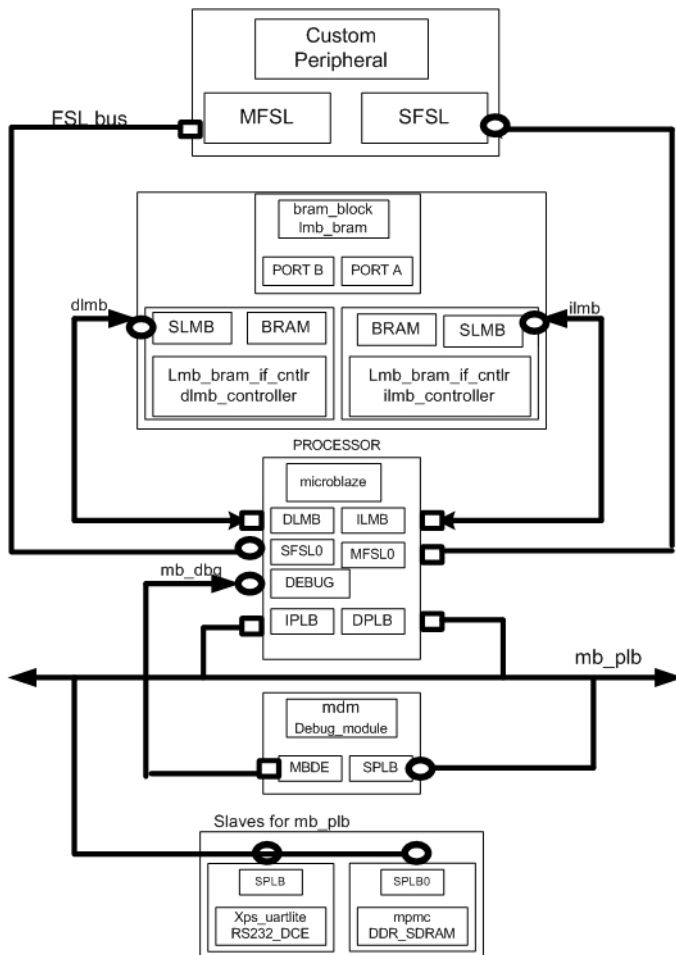 Custom
Peripheral
FSL bus
MFSL
SFSL
bram_block
lmb_bram
PORT B
PORT A
dlmb
ilmb
SLMB
BRAM
BRAM
SLMB
Lmb_bram_if_cntlr
dlmb_controller
Lmb_bram_if_cntlr
ilmb_controller
PROCESSOR
microblaze
DLMB
ILMB
SFSL0
MFSL0
mb_dbg
DEBUG
IPLB
DPLB
mb_plb
mdm
Debug_module
MBDE
SPLB
Slaves for mb_plb
SPLB
SPLB0
Xps_uartlite
RS232_DCE
mpmc
DDR_SDRAM